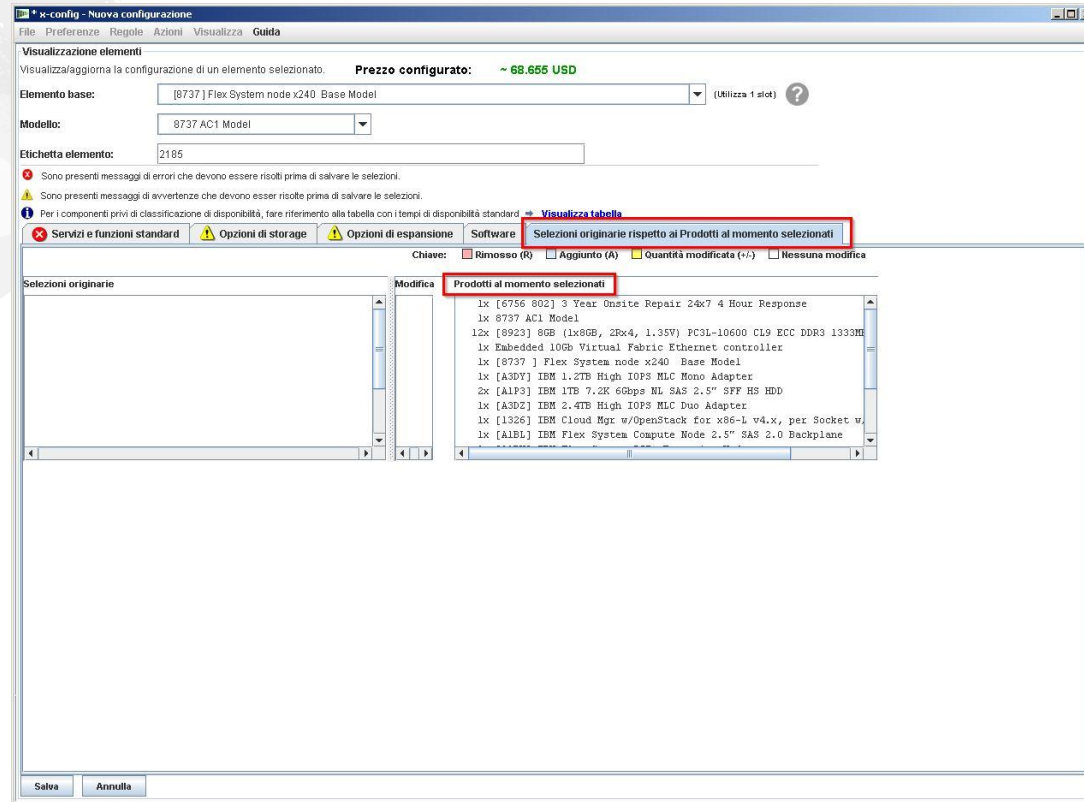 * x-config - Nuova configurazione
File Preferenze Regole Azioni Visualizza Guida
Visualizzazione elementi
Visualizza/aggiorna la configurazione di un elemento selezionato. Prezzo configurato: ~ 68.655 USD
Elemento base: [8737 ] Flex System node x240 Base Model (Utilizza 1 slot) ?
Modello: 8737 AC1 Model
Etichetta elemento: 2185
Sono presenti messaggi di errori che devono essere risolti prima di salvare le selezioni.
Sono presenti messaggi di avvertenze che devono esser risolte prima di salvare le selezioni.
Per i componenti privi di classificazione di disponibilità, fare riferimento alla tabella con i tempi di disponibilità standard Visualizza tabella
Servizi e funzioni standard Opzioni di storage Opzioni di espansione Software Selezioni originarie rispetto ai Prodotti al momento selezionati
Chiave: Rimosso (R) Aggiunto (A) Quantità modificata (+/-) Nessuna modifica
Selezioni originarie Modifica Prodotti al momento selezionati
1x [6756 802] 3 Year Onsite Repair 24x7 4 Hour Response
1x 8737 AC1 Model
12x [8923] 8GB (1x8GB, 2Rx4, 1.35V) PC3L-10600 CL9 ECC DDR3 1333MH
1x Embedded 10Gb Virtual Fabric Ethernet controller
1x [8737 ] Flex System node x240 Base Model
1x [A3DY] IBM 1.2TB High IOPS MLC Mono Adapter
2x [A1P3] IBM 1TB 7.2K 6Gbps NL SAS 2.5" SFF HS HDD
1x [A3DZ] IBM 2.4TB High IOPS MLC Duo Adapter
1x [1326] IBM Cloud Mgr w/OpenStack for x86-L v4.x, per Socket w/
1x [A1BL] IBM Flex System Compute Node 2.5" SAS 2.0 Backplane
Salva Annulla